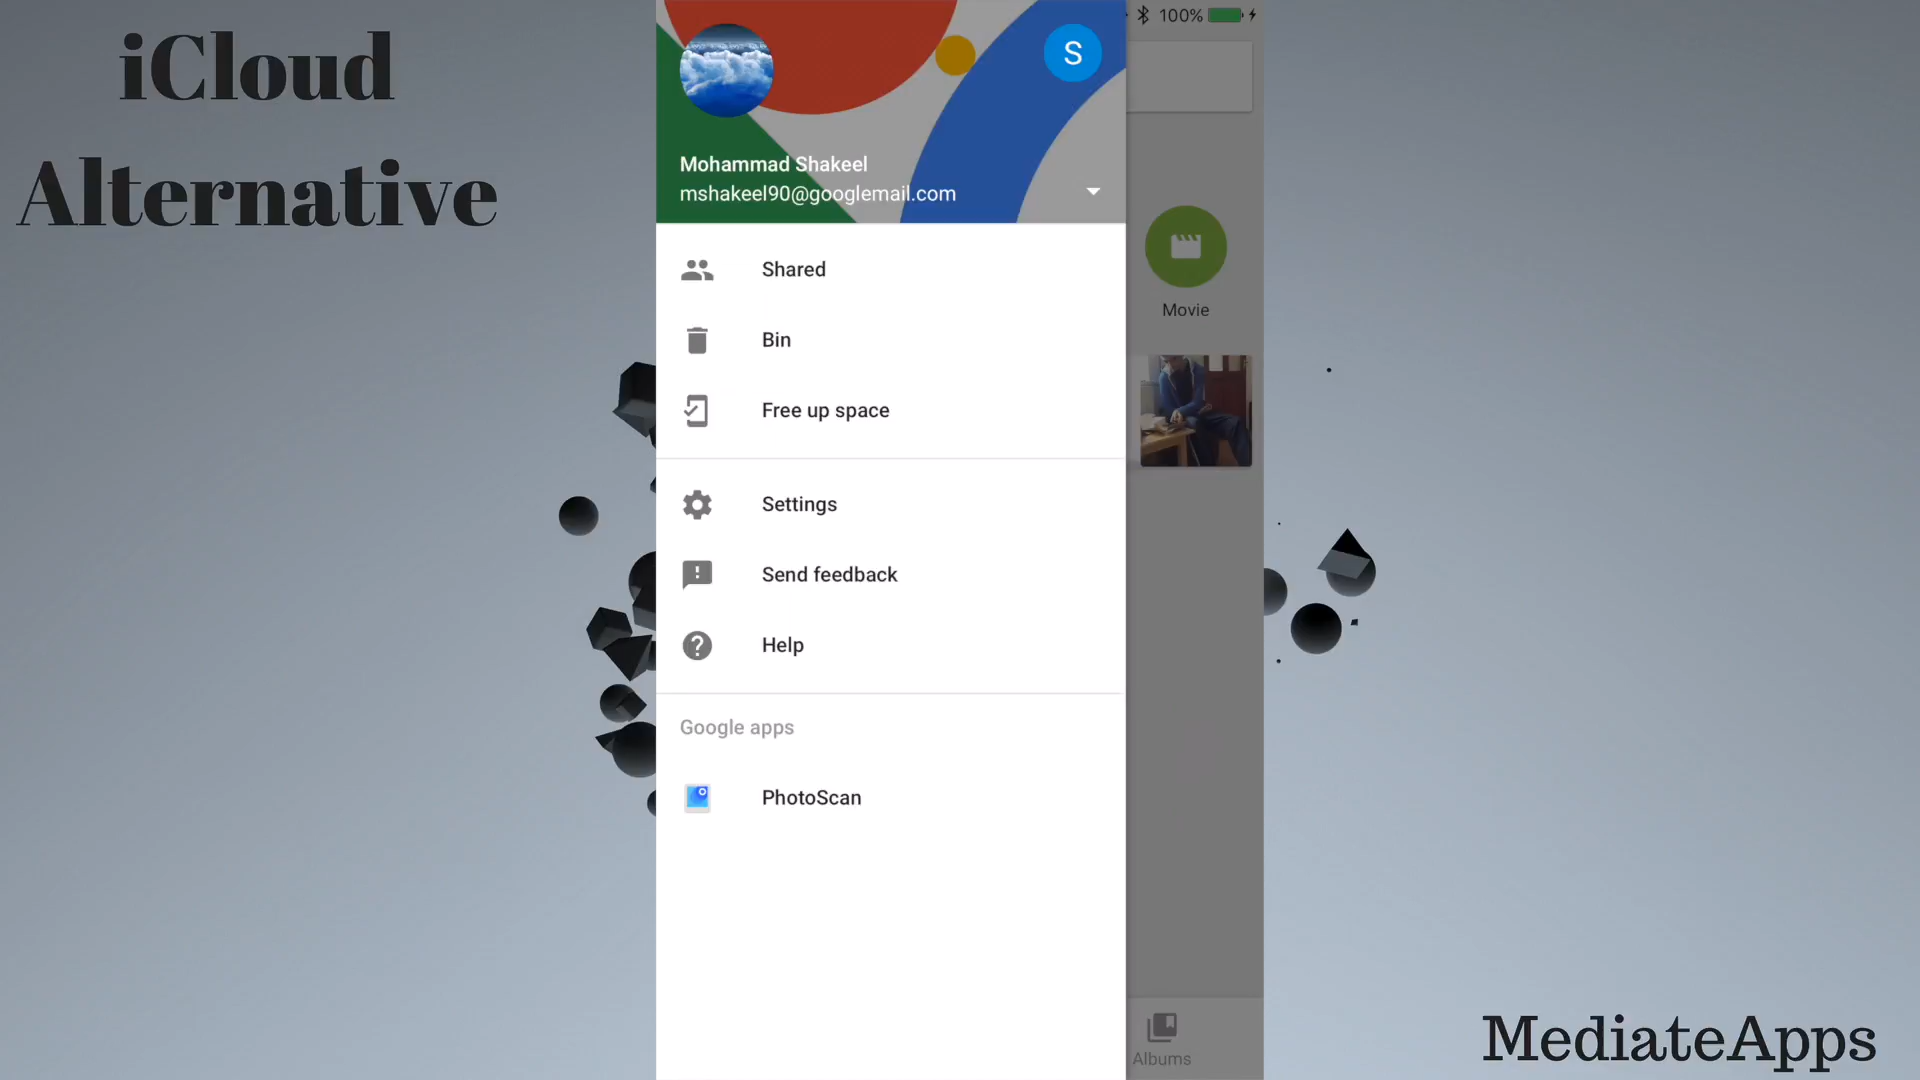 iCloud
Alternative
100%
S
Mohammad Shakeel
mshakeel90@googlemail.com
Shared
Bin
Free up space
Movie
Settings
Send feedback
Help
Google apps
PhotoScan
Albums
MediateApps